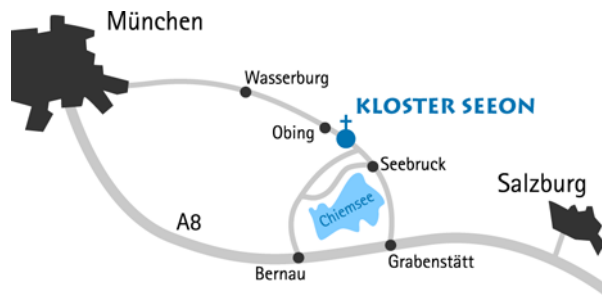 München
Wasserburg
KLOSTER SEEON
Obing
Seebruck
Salzburg
Chiemsee
A8
Grabenstätt
Bernau